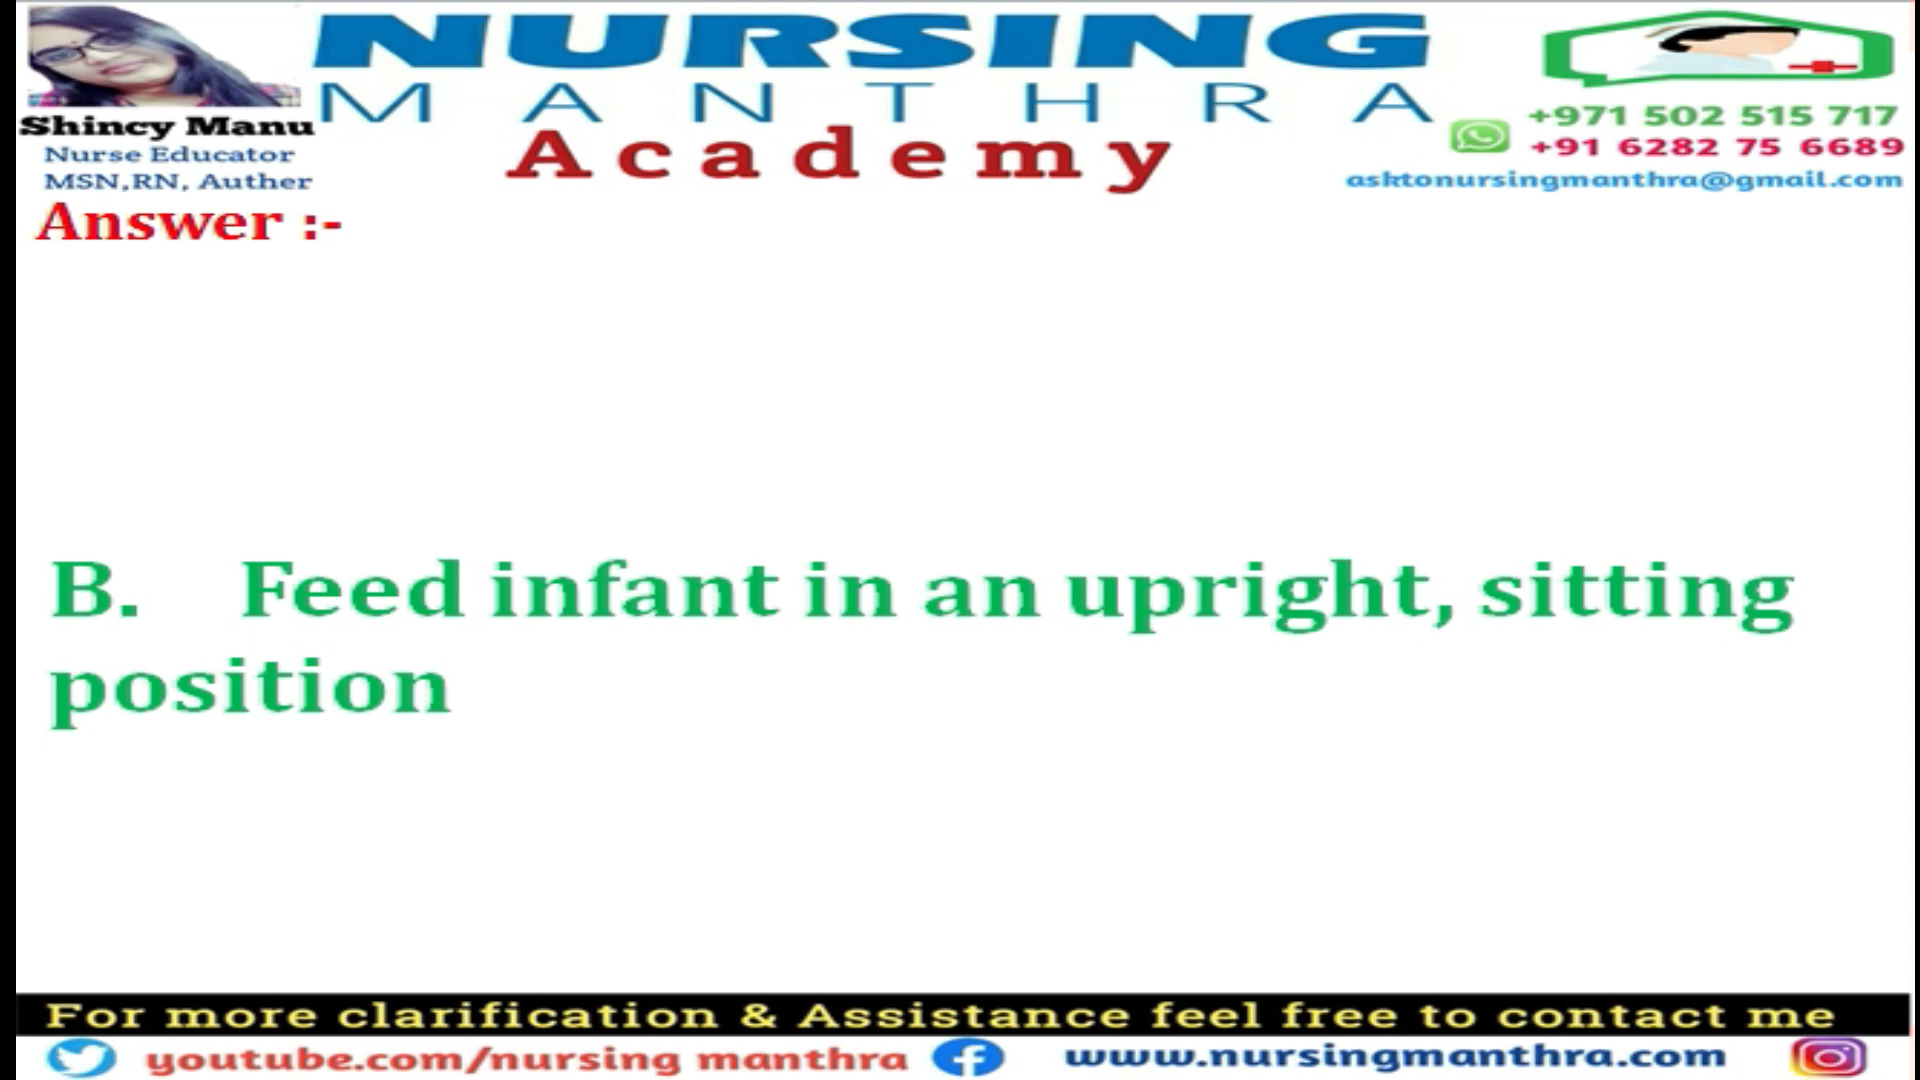 NURSING
MANTHRA
Academy
Shincy Manu
Nurse Educator
MSN,RN, Auther
+971 502 515 717
+91 6282 75 6689
asktonursingmanthra@gmail.com
Answer :-
B. Feed infant in an upright, sitting
position
For more clarification & Assistance feel free to contact me
youtube.com/nursing manthra
www.nursingmanthra.com